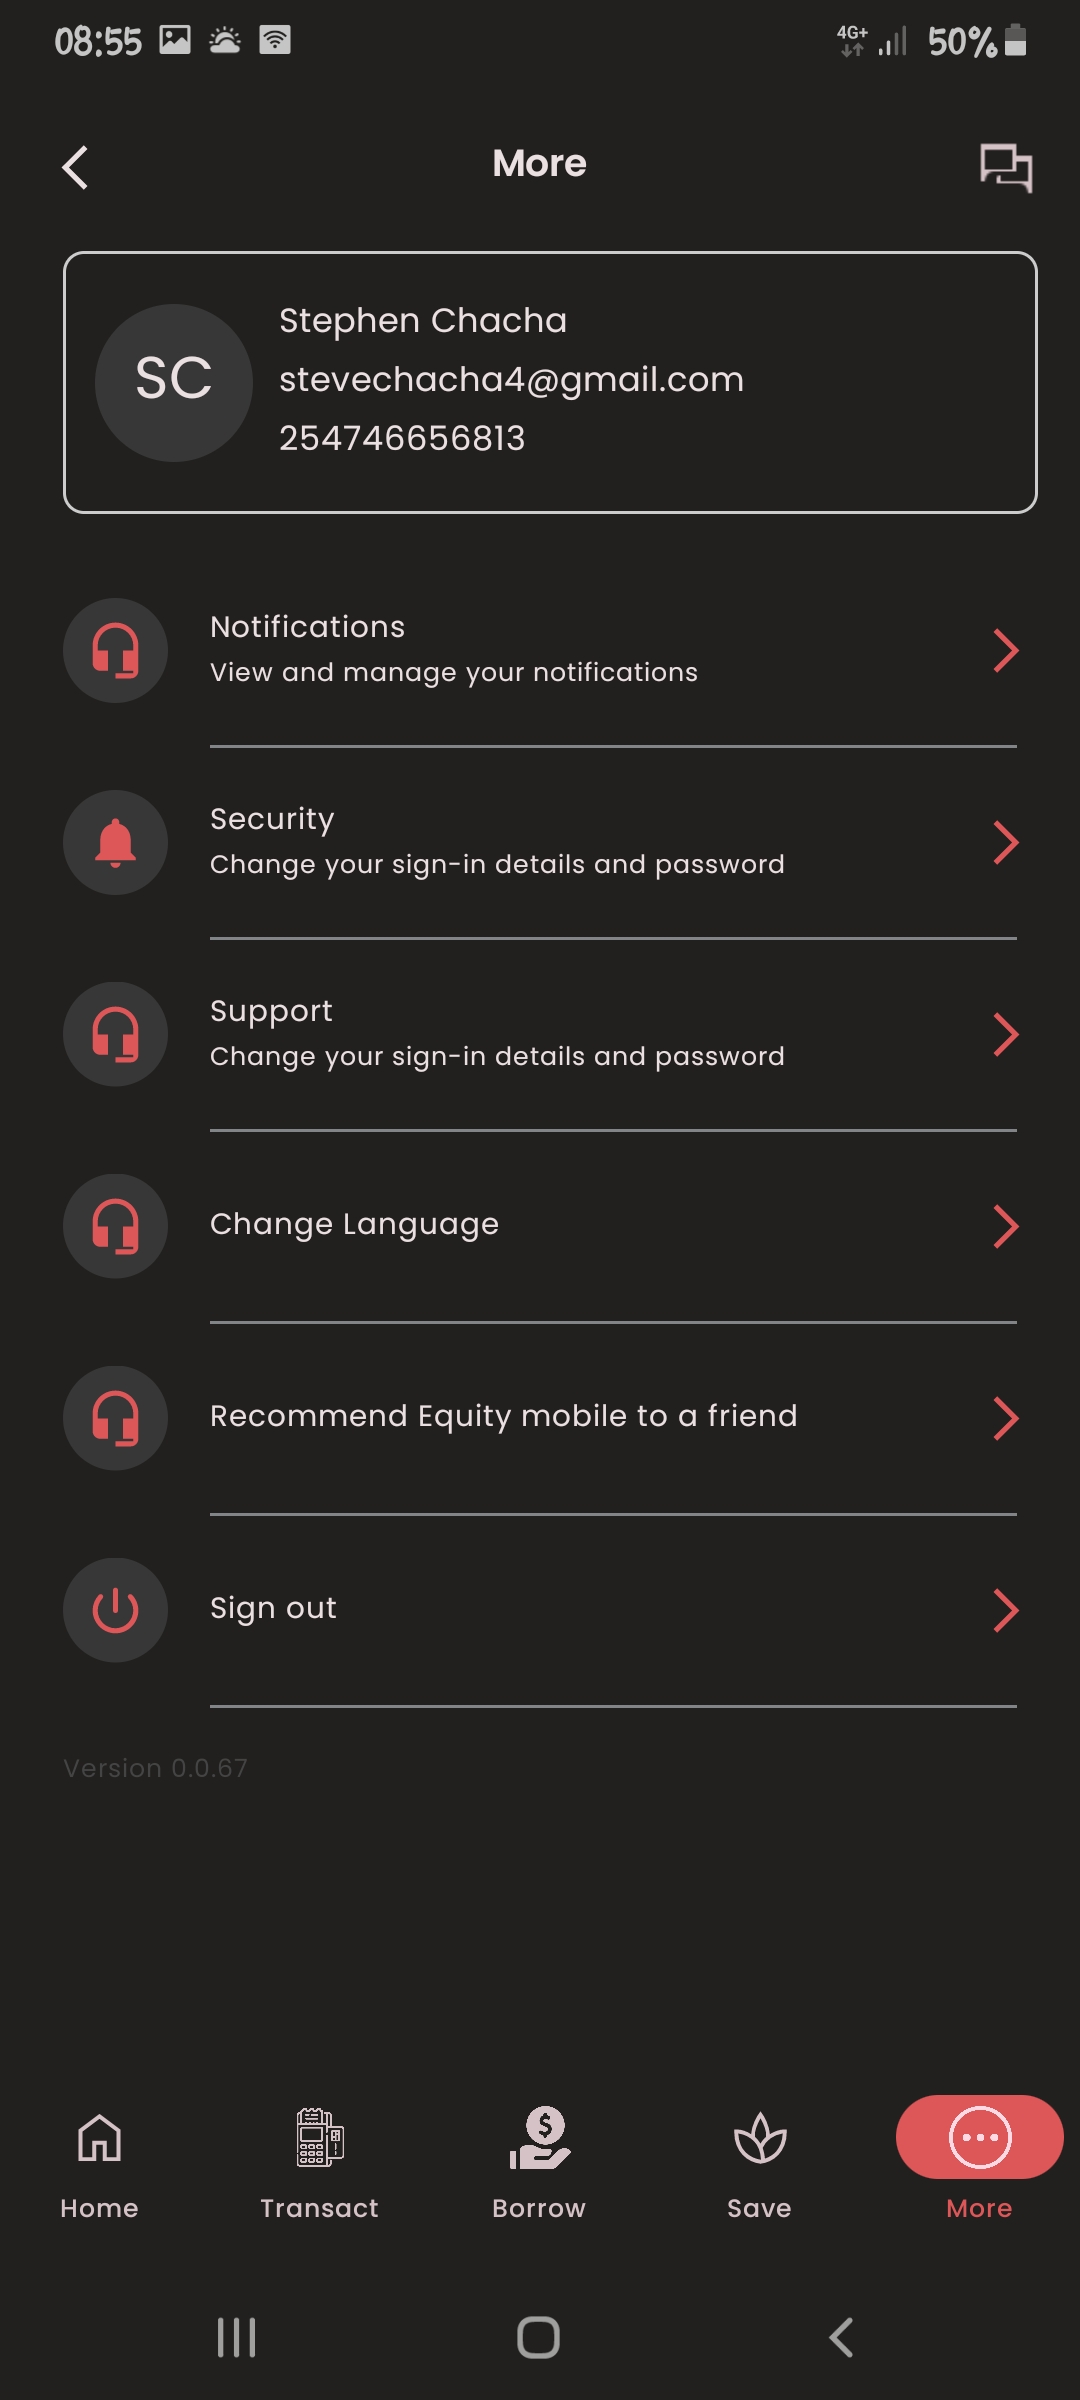 08:55
4G+
50%
More
SC
Stephen Chacha
stevechacha4@gmail.com
254746656813
Notifications
View and manage your notifications
Security
Change your sign-in details and password
Support
Change your sign-in details and password
Change Language
Recommend Equity mobile to a friend
Sign out
Version 0.0.67
$
Home
Transact
Borrow
Save
More